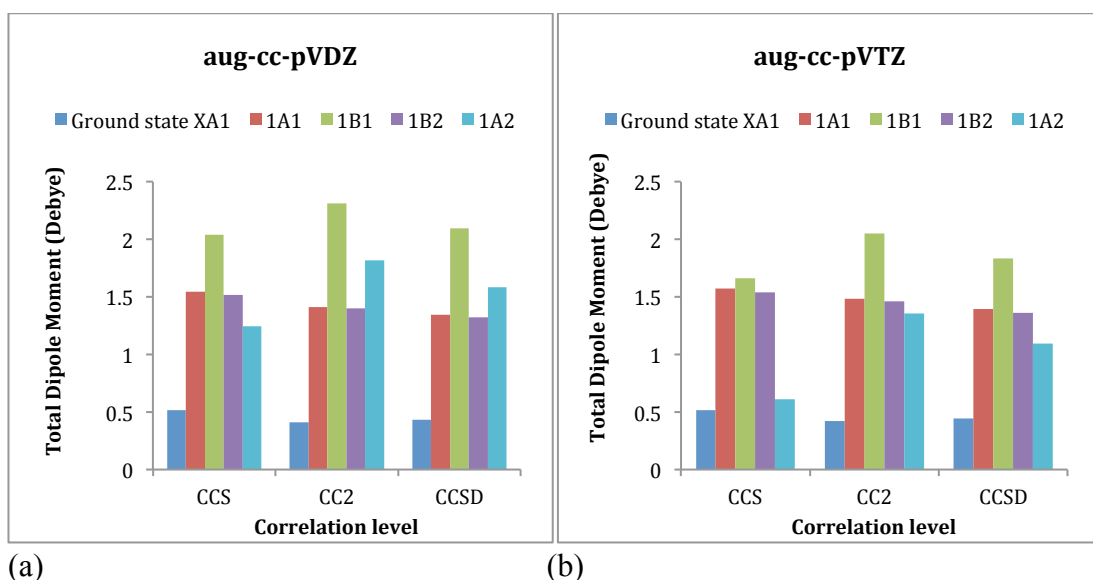 aug-cc-pVDZ
Ground state XA1 1A1 1B1 1B2 1A2
Total Dipole Moment (Debye)
2.5
2
1.5
1
0.5
0
CCS CC2 CCSD
Correlation level
(a)
aug-cc-pVTZ
Ground state XA1 1A1 1B1 1B2 1A2
Total Dipole Moment (Debye)
2.5
2
1.5
1
0.5
0
CCS CC2 CCSD
Correlation level
(b)